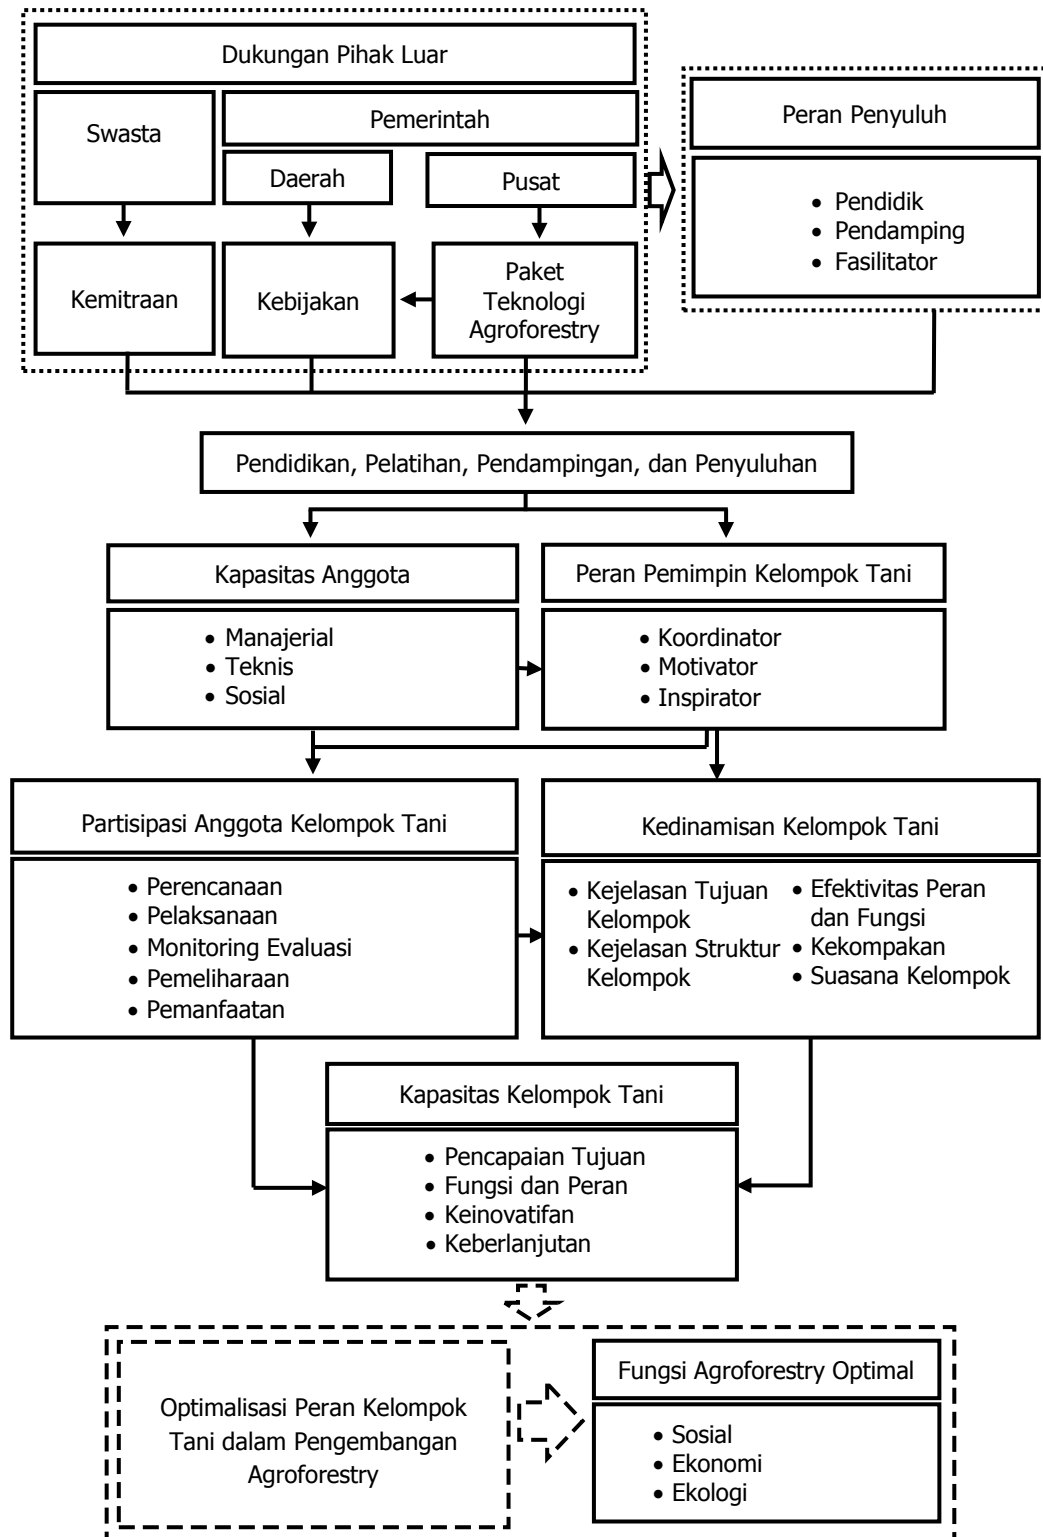 Dukungan Pihak Luar
Swasta
Pemerintah
Daerah
Pusat
Kemitraan
Kebijakan
Paket
Teknologi
Agroforestry
Peran Penyuluh
• Pendidik
• Pendamping
• Fasilitator
Pendidikan, Pelatihan, Pendampingan, dan Penyuluhan
Kapasitas Anggota
• Manajerial
• Teknis
• Sosial
Peran Pemimpin Kelompok Tani
• Koordinator
• Motivator
• Inspirator
Partisipasi Anggota Kelompok Tani
• Perencanaan
• Pelaksanaan
• Monitoring Evaluasi
• Pemeliharaan
• Pemanfaatan
Kedinamisan Kelompok Tani
• Kejelasan Tujuan
Kelompok
• Kejelasan Struktur
Kelompok
• Efektivitas Peran
dan Fungsi
• Kekompakan
• Suasana Kelompok
Kapasitas Kelompok Tani
• Pencapaian Tujuan
• Fungsi dan Peran
• Keinovatifan
• Keberlanjutan
Optimalisasi Peran Kelompok
Tani dalam Pengembangan
Agroforestry
Fungsi Agroforestry Optimal
• Sosial
• Ekonomi
• Ekologi